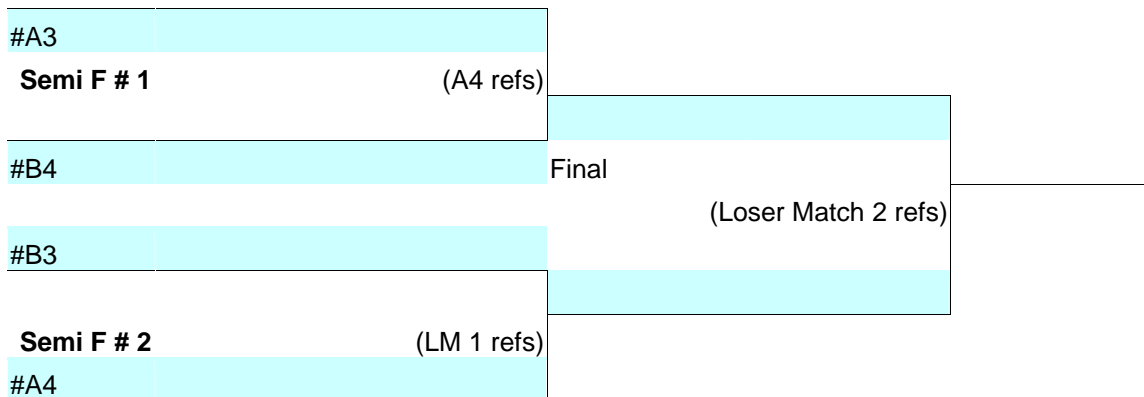 #A3
Semi F # 1 (A4 refs)
#B4 Final
(Loser Match 2 refs)
#B3
Semi F # 2 (LM 1 refs)
#A4